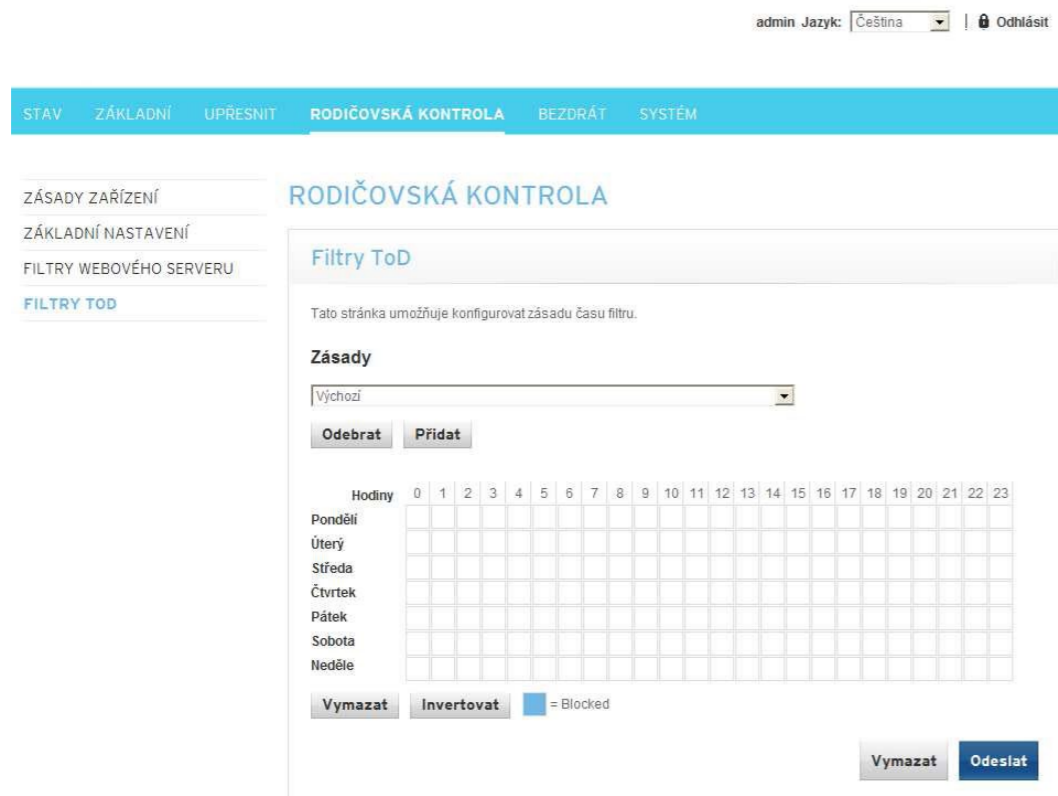 admin Jazyk: Čeština | Odhlásit
STAV ZÁKLADNÍ UPŘESNIT RODIČOVSKÁ KONTROLA BEZDRÁT SYSTÉM
ZÁSADY ZAŘÍZENÍ
ZÁKLADNÍ NASTAVENÍ
FILTRY WEBOVÉHO SERVERU
FILTRY TOD
RODIČOVSKÁ KONTROLA
Filtry ToD
Tato stránka umožňuje konfigurovat zásadu času filtru.
Zásady
Výchozí
Odebrat Přidat
Hodiny 0 1 2 3 4 5 6 7 8 9 10 11 12 13 14 15 16 17 18 19 20 21 22 23
Pondělí
Úterý
Středa
Čtvrtek
Pátek
Sobota
Neděle
Vymazat Invertovat = Blocked
Vymazat Odeslat